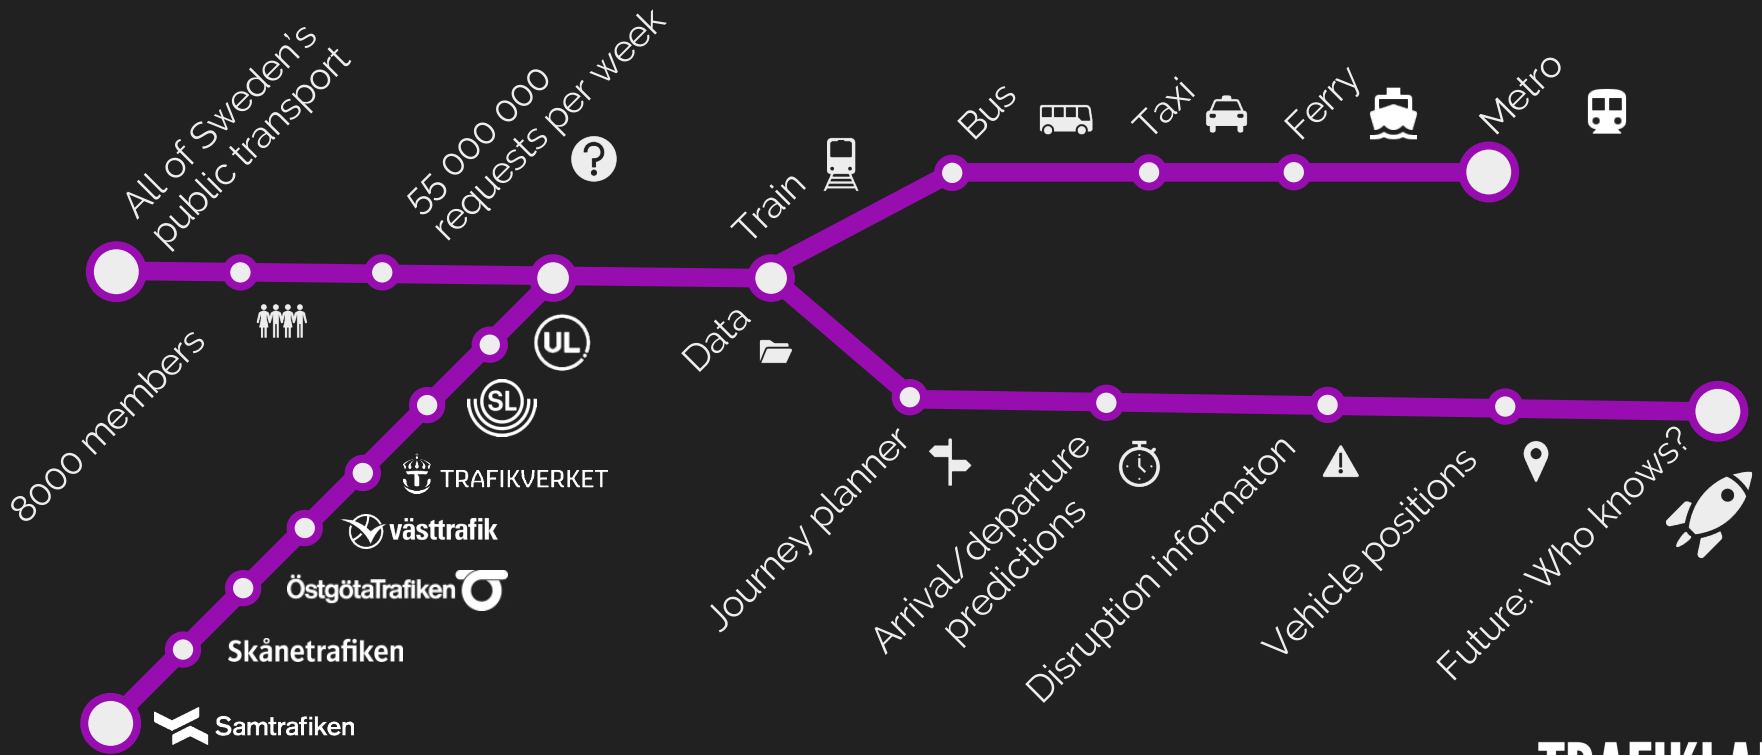 All of Sweden's
public transport
55 000 000
requests per week
?
Train
Bus
Taxi
Ferry
Metro
8000 members
Data
UL
SL
TRAFIKVERKET
västtrafik
ÖstgötaTrafiken
Skånetrafiken
Samtrafiken
Journey planner
Arrival/departure
predictions
Disruption informaton
Vehicle positions
Future: Who knows?